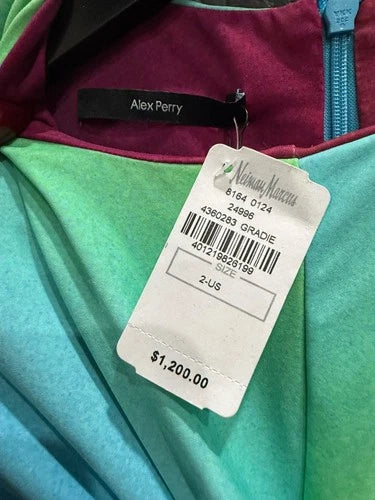 Alex Perry
Neiman Marcus
8164 0124
24996
4360283 GRADIE
401219826199
SIZE
2-US
$1,200.00